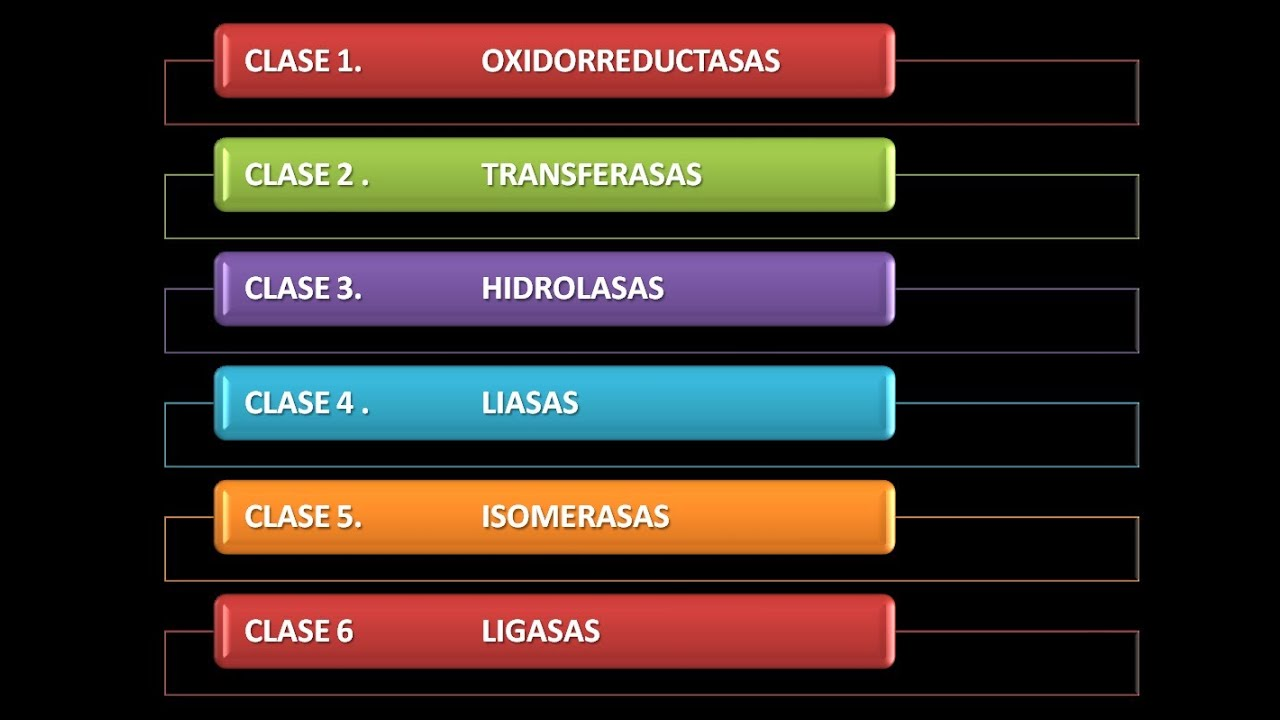 CLASE 1. OXIDORREDUCTASAS
CLASE 2 . TRANSFERASAS
CLASE 3. HIDROLASAS
CLASE 4 . LIASAS
CLASE 5. ISOMERASAS
CLASE 6 LIGASAS